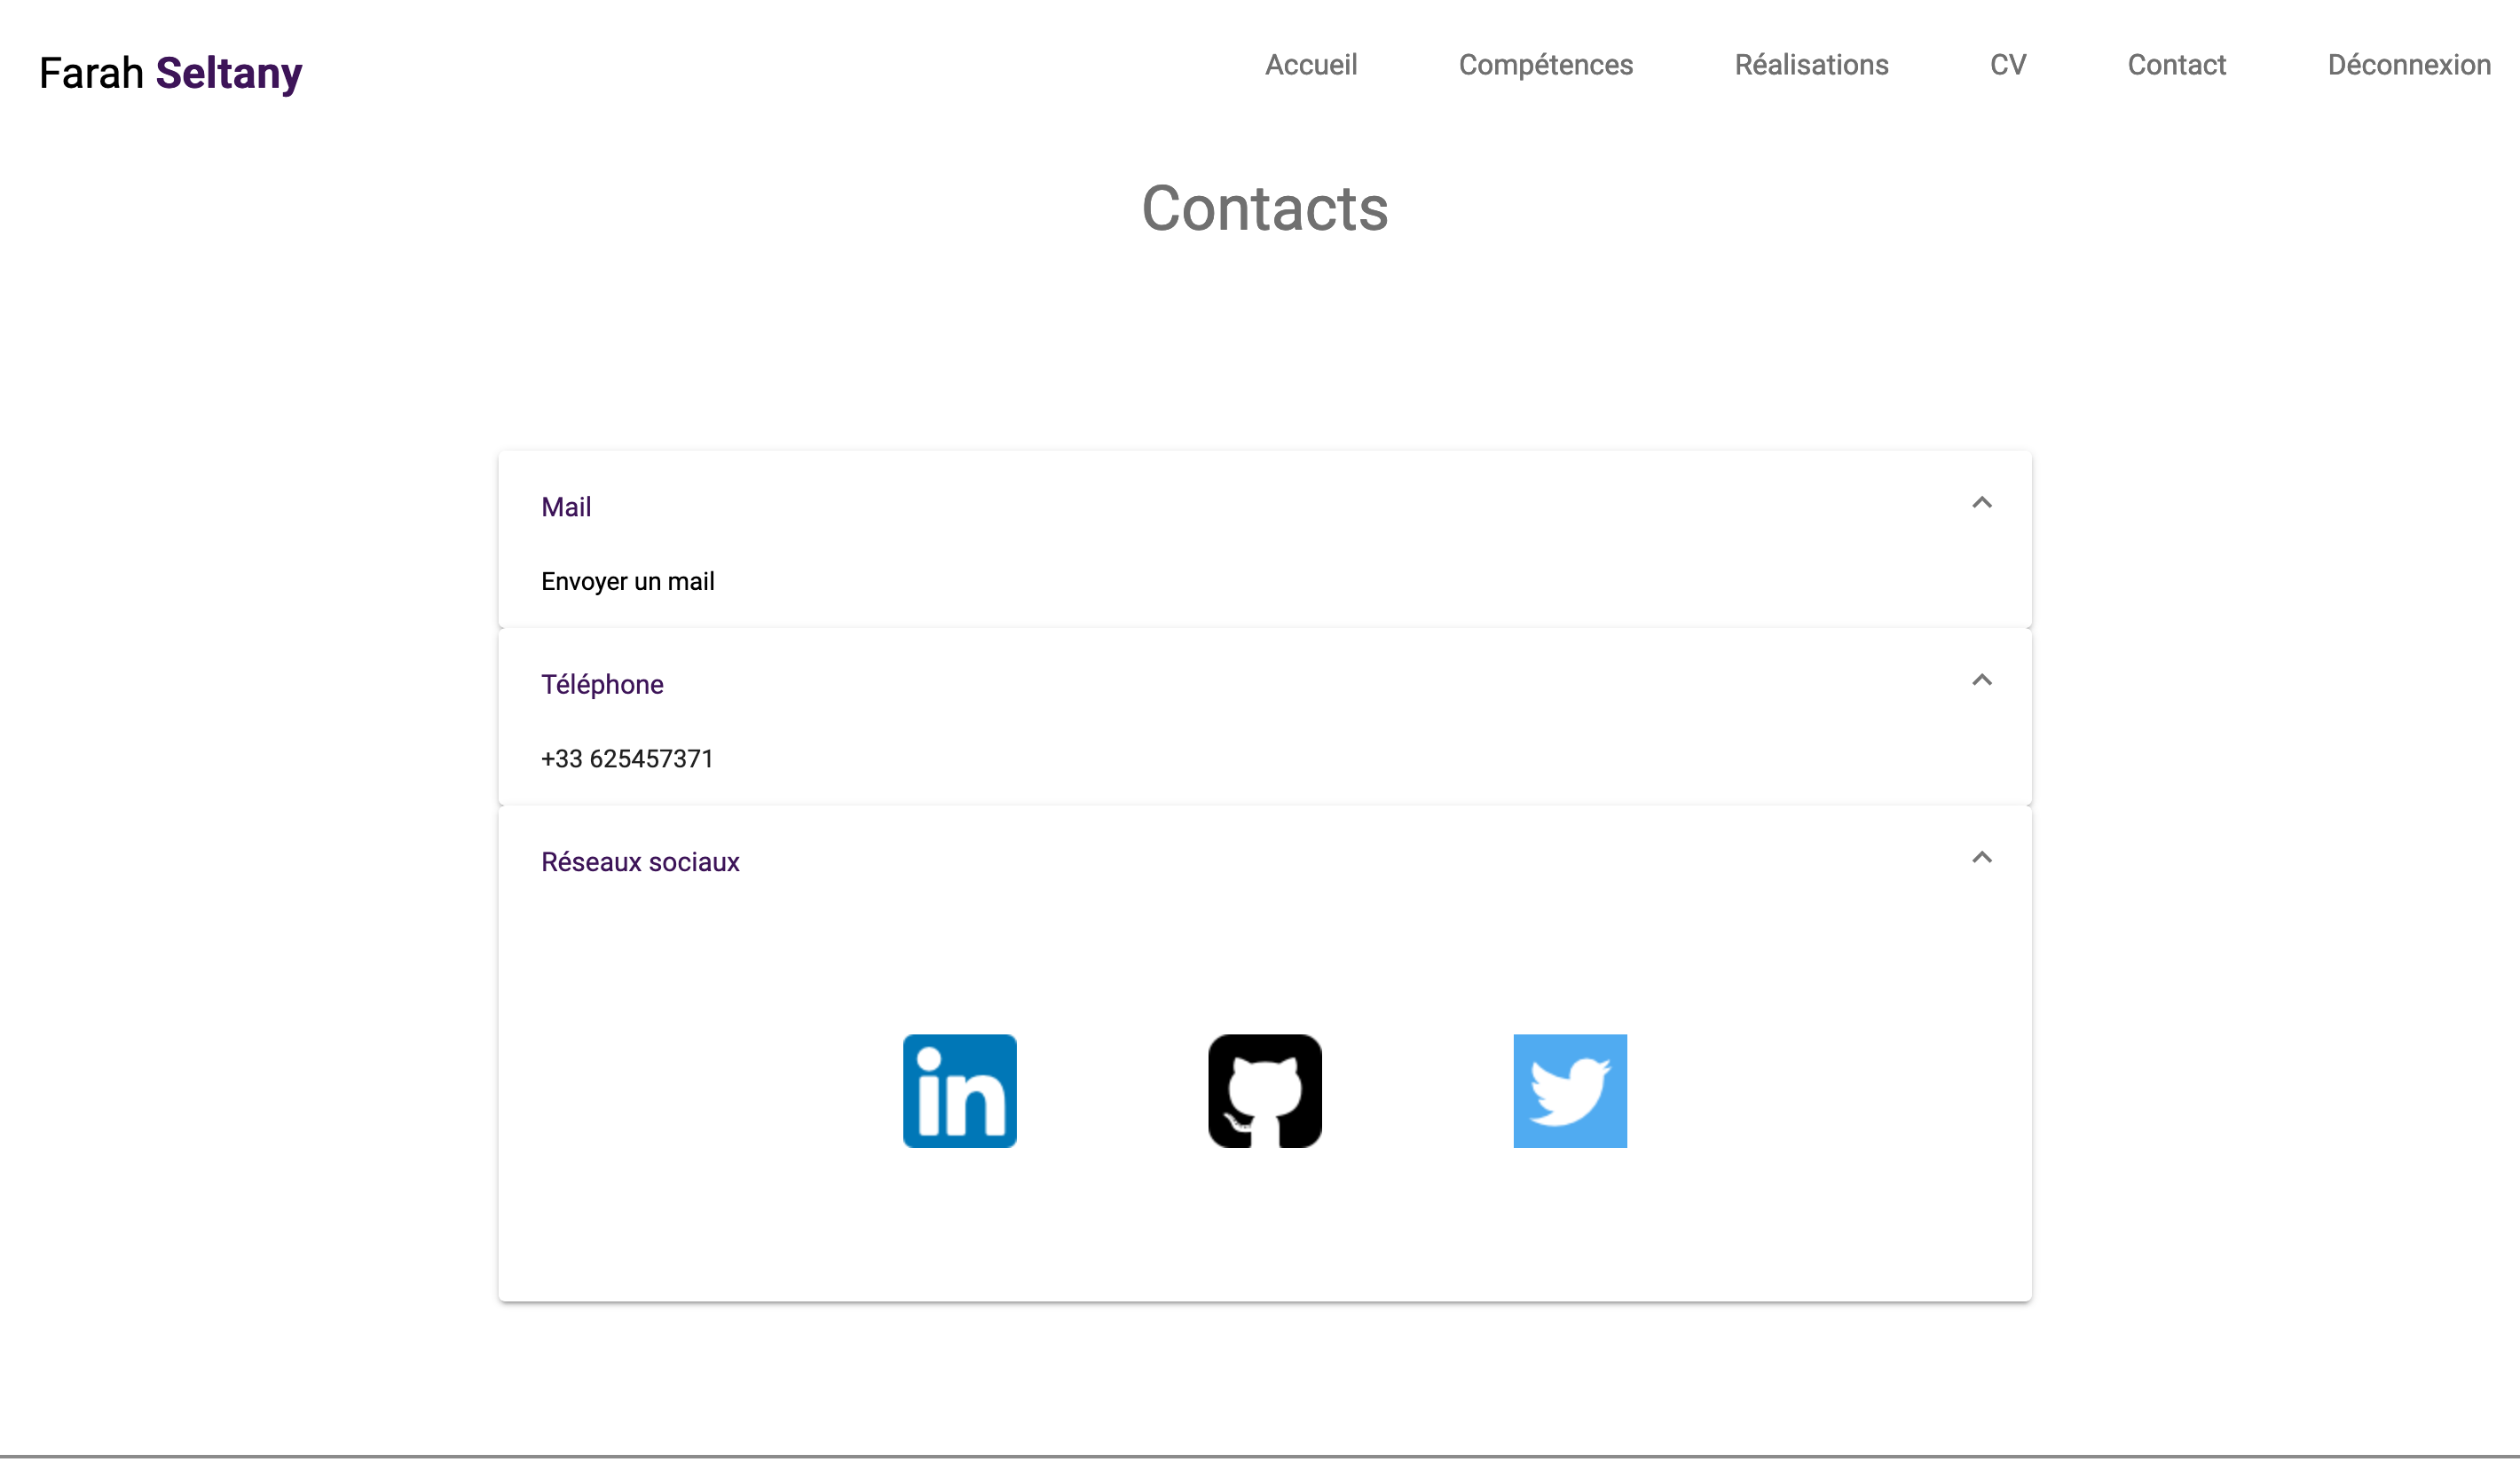 Farah Seltany
Accueil Compétences Réalisations CV Contact Déconnexion
Contacts
Mail
Envoyer un mail
Téléphone
+33 625457371
Réseaux sociaux
in